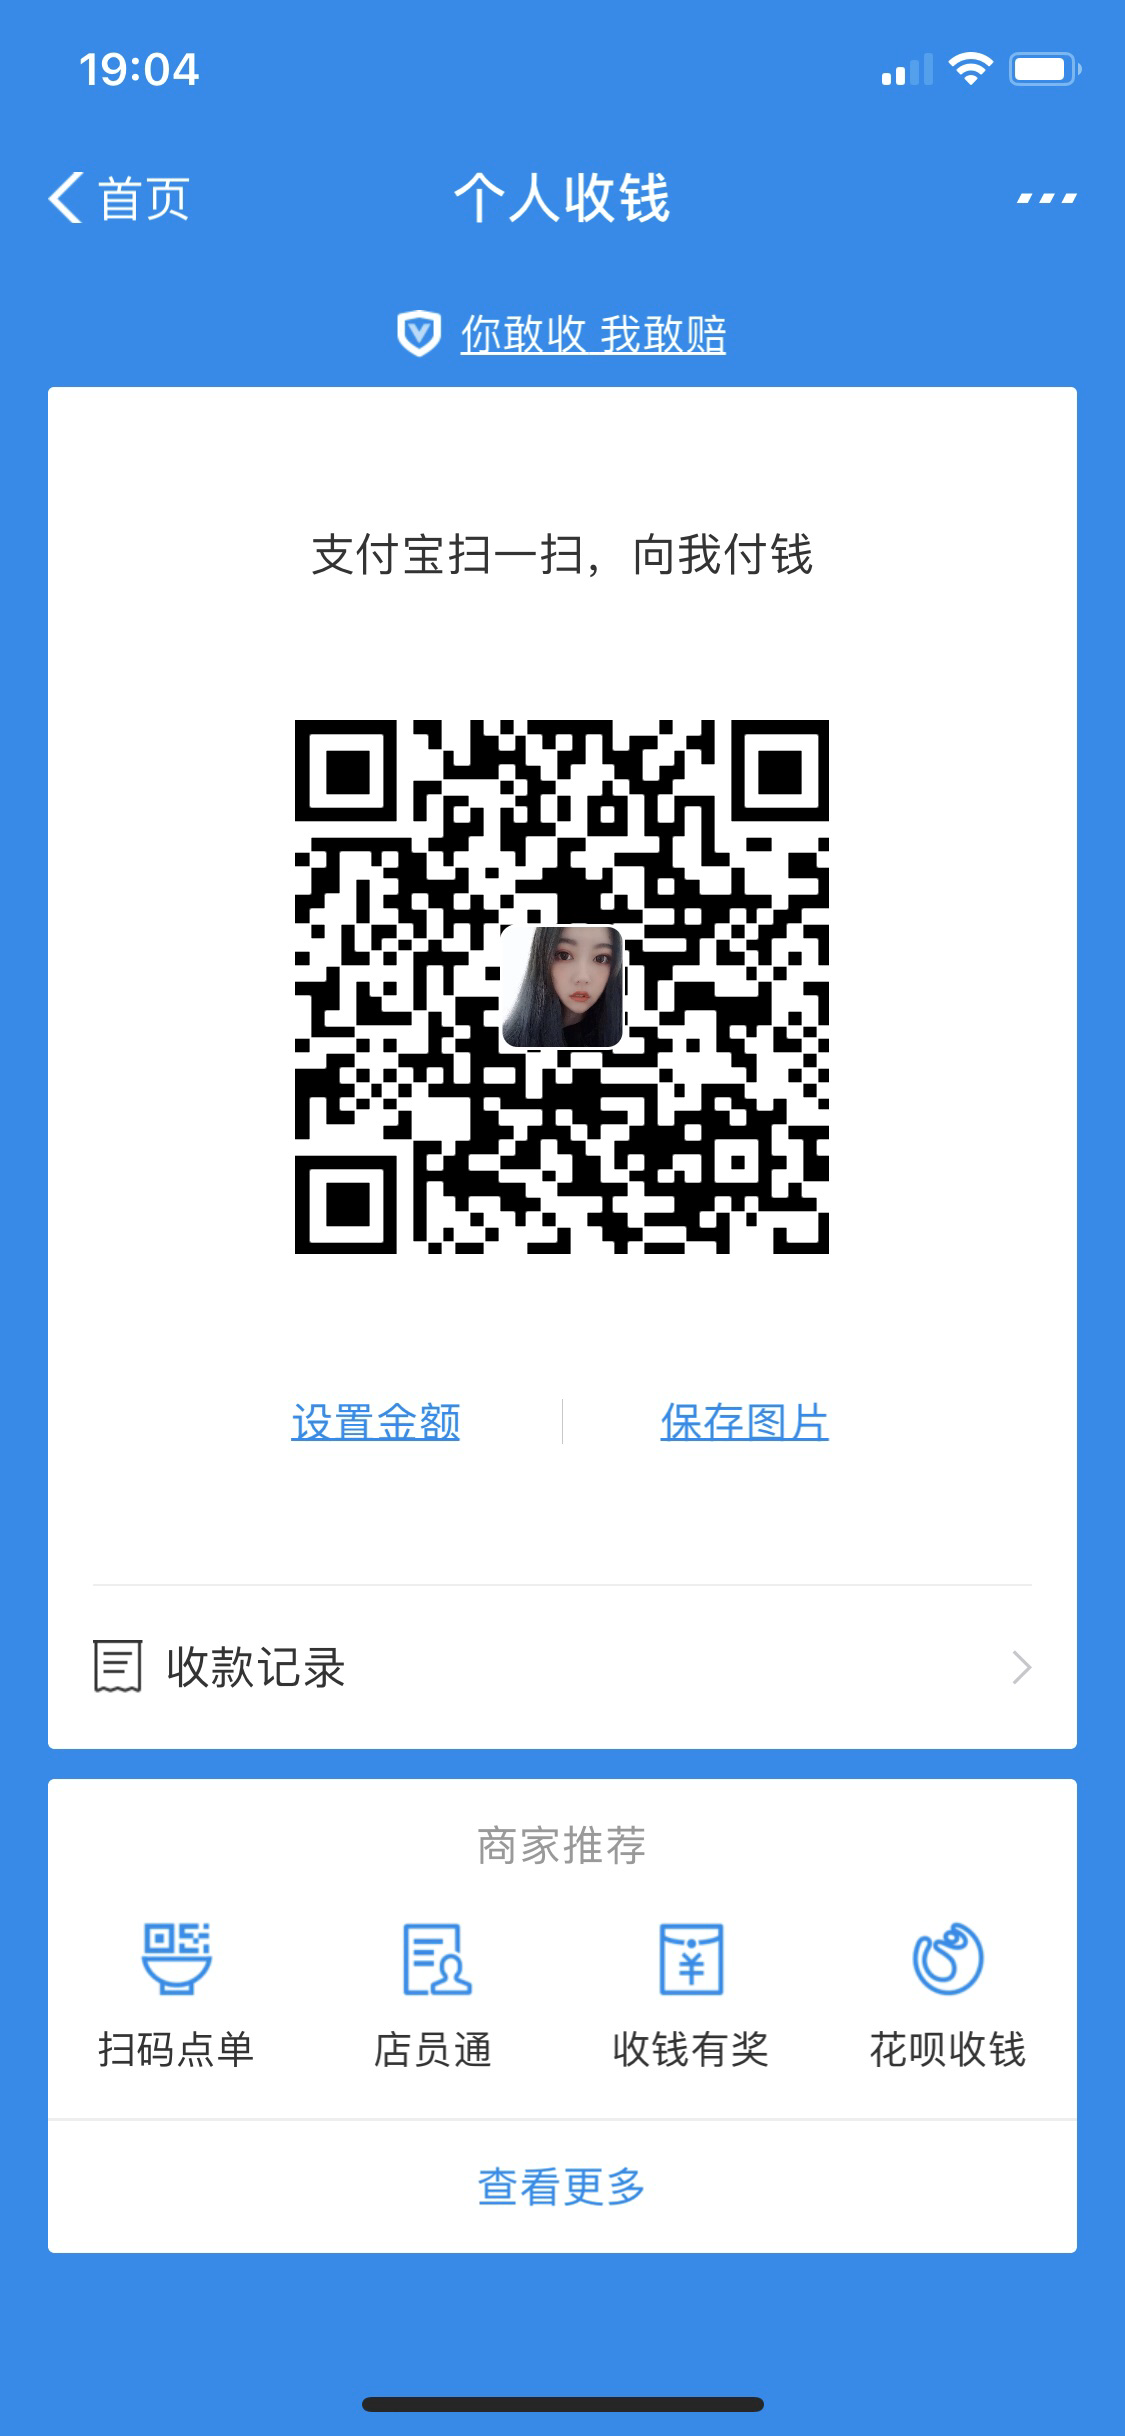 19:04
首页
个人收钱
你敢收 我敢赔
支付宝扫一扫，向我付钱
设置金额
保存图片
收款记录
商家推荐
扫码点单
店员通
收钱有奖
花呗收钱
查看更多